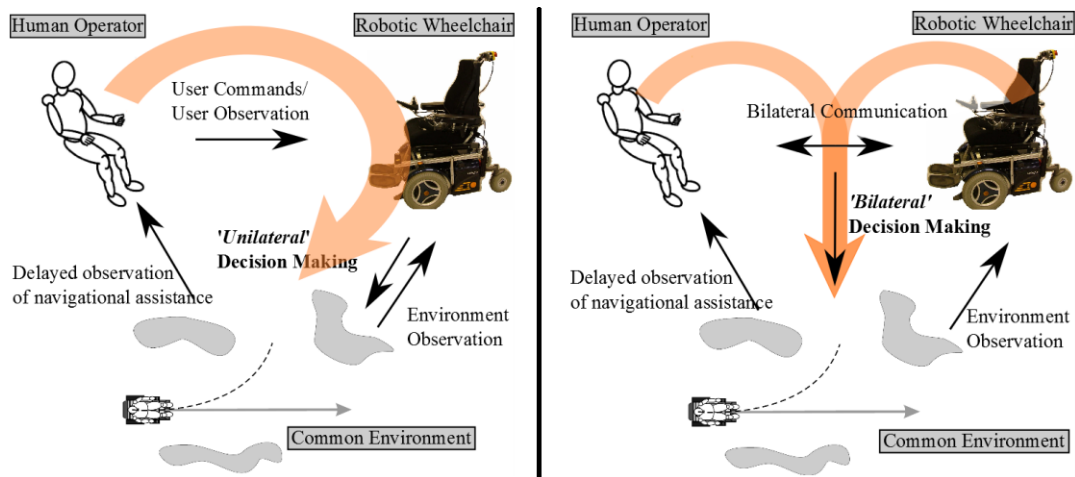 Human Operator
Robotic Wheelchair
User Commands/
User Observation
'Unilateral'
Decision Making
Delayed observation
of navigational assistance
Environment
Observation
Common Environment
Human Operator
Robotic Wheelchair
Bilateral Communication
'Bilateral'
Decision Making
Delayed observation
of navigational assistance
Environment
Observation
Common Environment